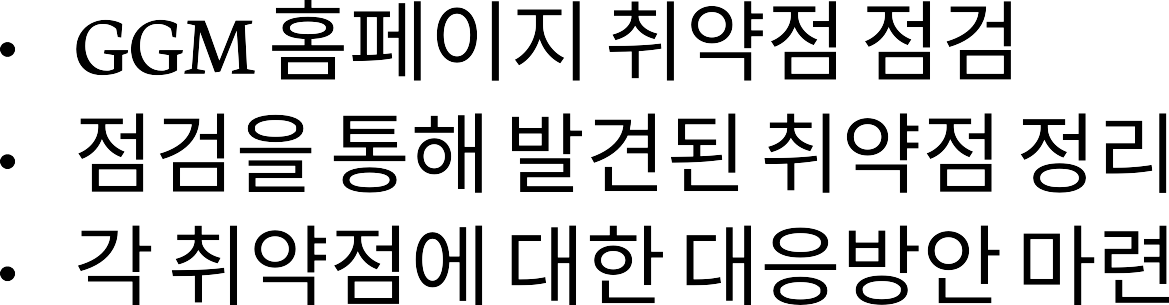 • GGM 홈페이지 취약점 점검
• 점검을 통해 발견된 취약점 정리
• 각 취약점에 대한 대응방안 마련